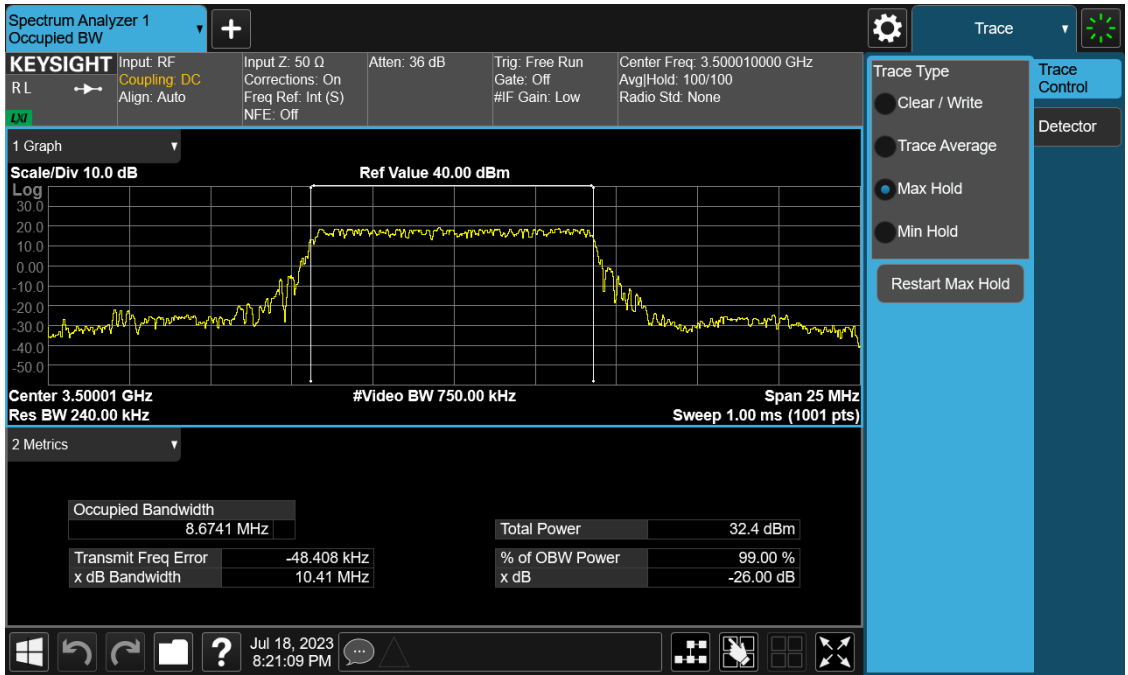 Spectrum Analyzer 1
Occupied BW
+
Trace
KEYSIGHT
R L
LXI
Input: RF
Coupling: DC
Align: Auto
Input Z: 50 Ω
Corrections: On
Freq Ref: Int (S)
NFE: Off
Atten: 36 dB
Trig: Free Run
Gate: Off
#IF Gain: Low
Center Freq: 3.500010000 GHz
Avg|Hold: 100/100
Radio Std: None
Trace Type
Clear / Write
Trace Average
Max Hold
Min Hold
Restart Max Hold
Trace
Control
Detector
1 Graph
Scale/Div 10.0 dB
Ref Value 40.00 dBm
Log
30.0
20.0
10.0
0.00
-10.0
-20.0
-30.0
-40.0
-50.0
Center 3.50001 GHz
#Video BW 750.00 kHz
Span 25 MHz
Res BW 240.00 kHz
Sweep 1.00 ms (1001 pts)
2 Metrics
Occupied Bandwidth
8.6741 MHz
Total Power 32.4 dBm
Transmit Freq Error -48.408 kHz
% of OBW Power 99.00 %
x dB Bandwidth 10.41 MHz
x dB -26.00 dB
?
Jul 18, 2023
8:21:09 PM